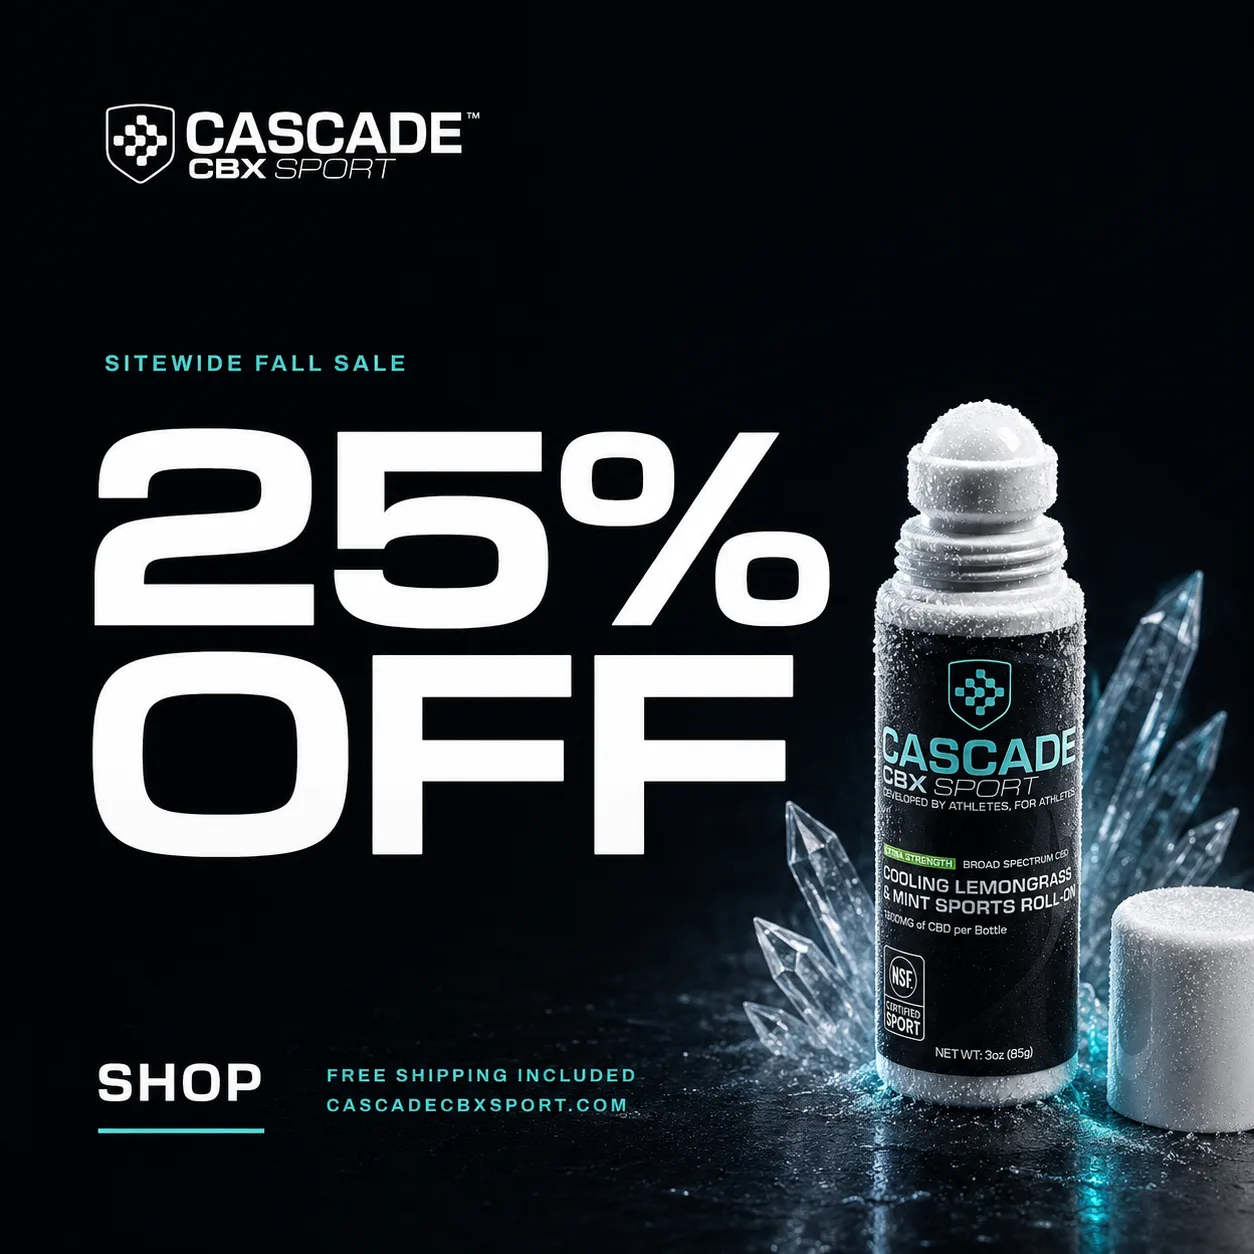 CASCADE™
CBX SPORT
SITEWIDE FALL SALE
25%
OFF
CASCADE
CBX SPORT
DEVELOPED BY ATHLETES, FOR ATHLETES
EXTRA STRENGTH BROAD SPECTRUM CBD
COOLING LEMONGRASS
& MINT SPORTS ROLL-ON
MG of CBD per Bottle
NSF
CERTIFIED
SPORT
NET WT: 3oz (85g)
SHOP
FREE SHIPPING INCLUDED
CASCADECBXSPORT.COM